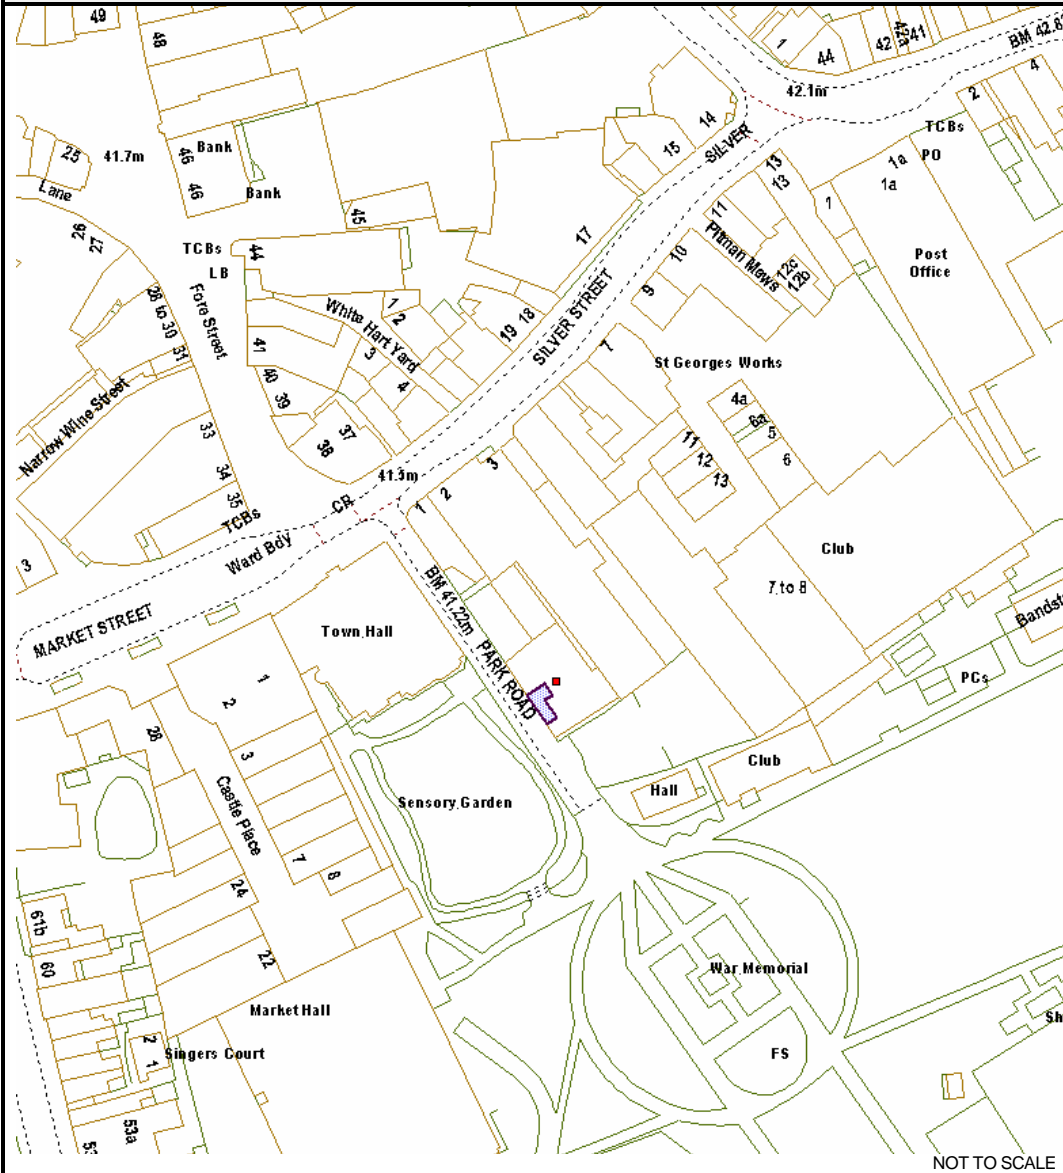 49
48
1
44
42
42a
41
BM 42.8
4
2
42.1m
TCBs
PO
1a
1a
Post
Office
14
15
SILVER
13
13
1
11
Pitman Mews
12c
12b
10
9
25
41.7m
Lane
Bank
46
46
Bank
45
17
26
27
TCBs
LB
44
Fore Street
28 to 30
31
41
40
39
White Hart Yard
1
2
3
4
19
18
SILVER STREET
7
St Georges Works
4a
6a
5
6
11
12
13
Narrow Wine Street
33
34
35
TCBs
38
37
41.5m
CR
Ward Bdy
1
2
3
3
MARKET STREET
Club
7 to 8
Bandst
PCs
Town Hall
BM 41.22m
PARK ROAD
1
2
3
28
Castle Place
7
8
24
22
Sensory Garden
Hall
Club
61b
60
Market Hall
Singers Court
2
1
53a
War Memorial
FS
Sh
NOT TO SCALE